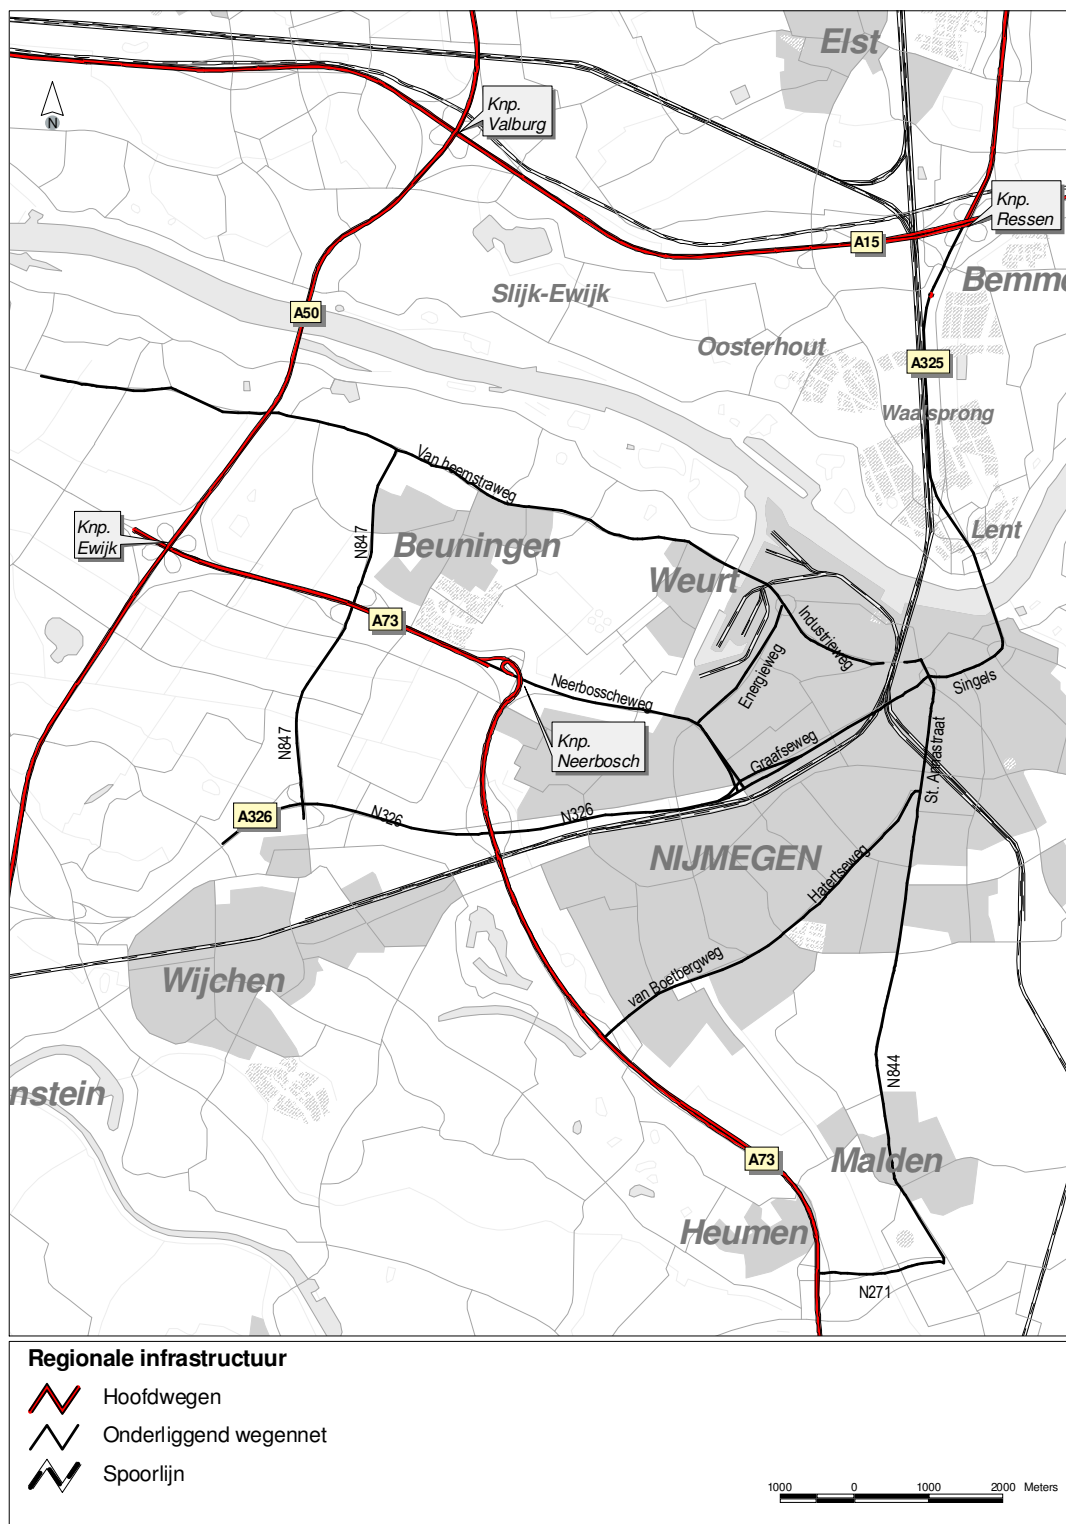 Elst
Knp.
Valburg
N
Knp.
Ressen
A15
Bemme
Slijk-Ewijk
A50
Oosterhout
A325
Waalsprong
Van heemstraweg
Knp.
Ewijk
N847
Beuningen
Lent
Weurt
A73
Industrieweg
Energieweg
Neerbosscheweg
Singels
Knp.
Neerbosch
N847
Graafseweg
St. Annastraat
A326
N326
N326
NIJMEGEN
Hatertseweg
van Boetbergweg
Wijchen
N844
nstein
A73
Malden
Heumen
N271
Regionale infrastructuur
Hoofdwegen
Onderliggend wegennet
Spoorlijn
1000 0 1000 2000 Meters